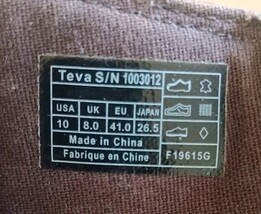 Teva S/N 1003012
USA UK EU JAPAN
10 8.0 41.0 26.5
Made in China
Fabrique en Chine F19615G